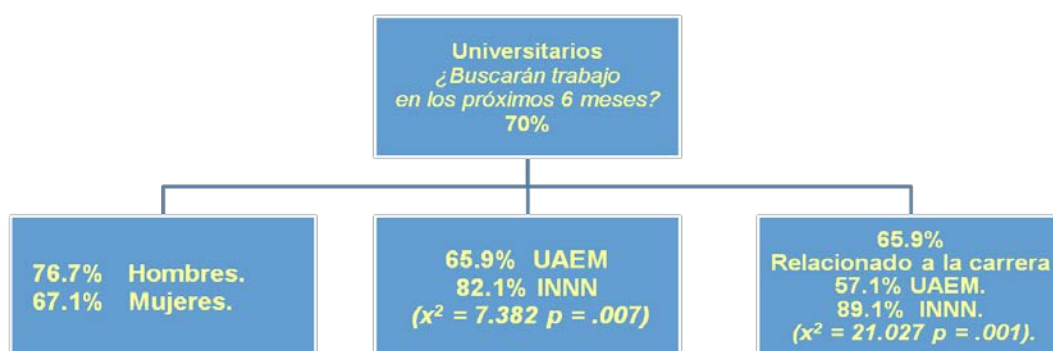 Universitarios
¿Buscarán trabajo
en los próximos 6 meses?
70%
76.7% Hombres.
67.1% Mujeres.
65.9% UAEM
82.1% INNN
(x² = 7.382 p = .007)
65.9%
Relacionado a la carrera
57.1% UAEM.
89.1% INNN.
(x² = 21.027 p = .001).